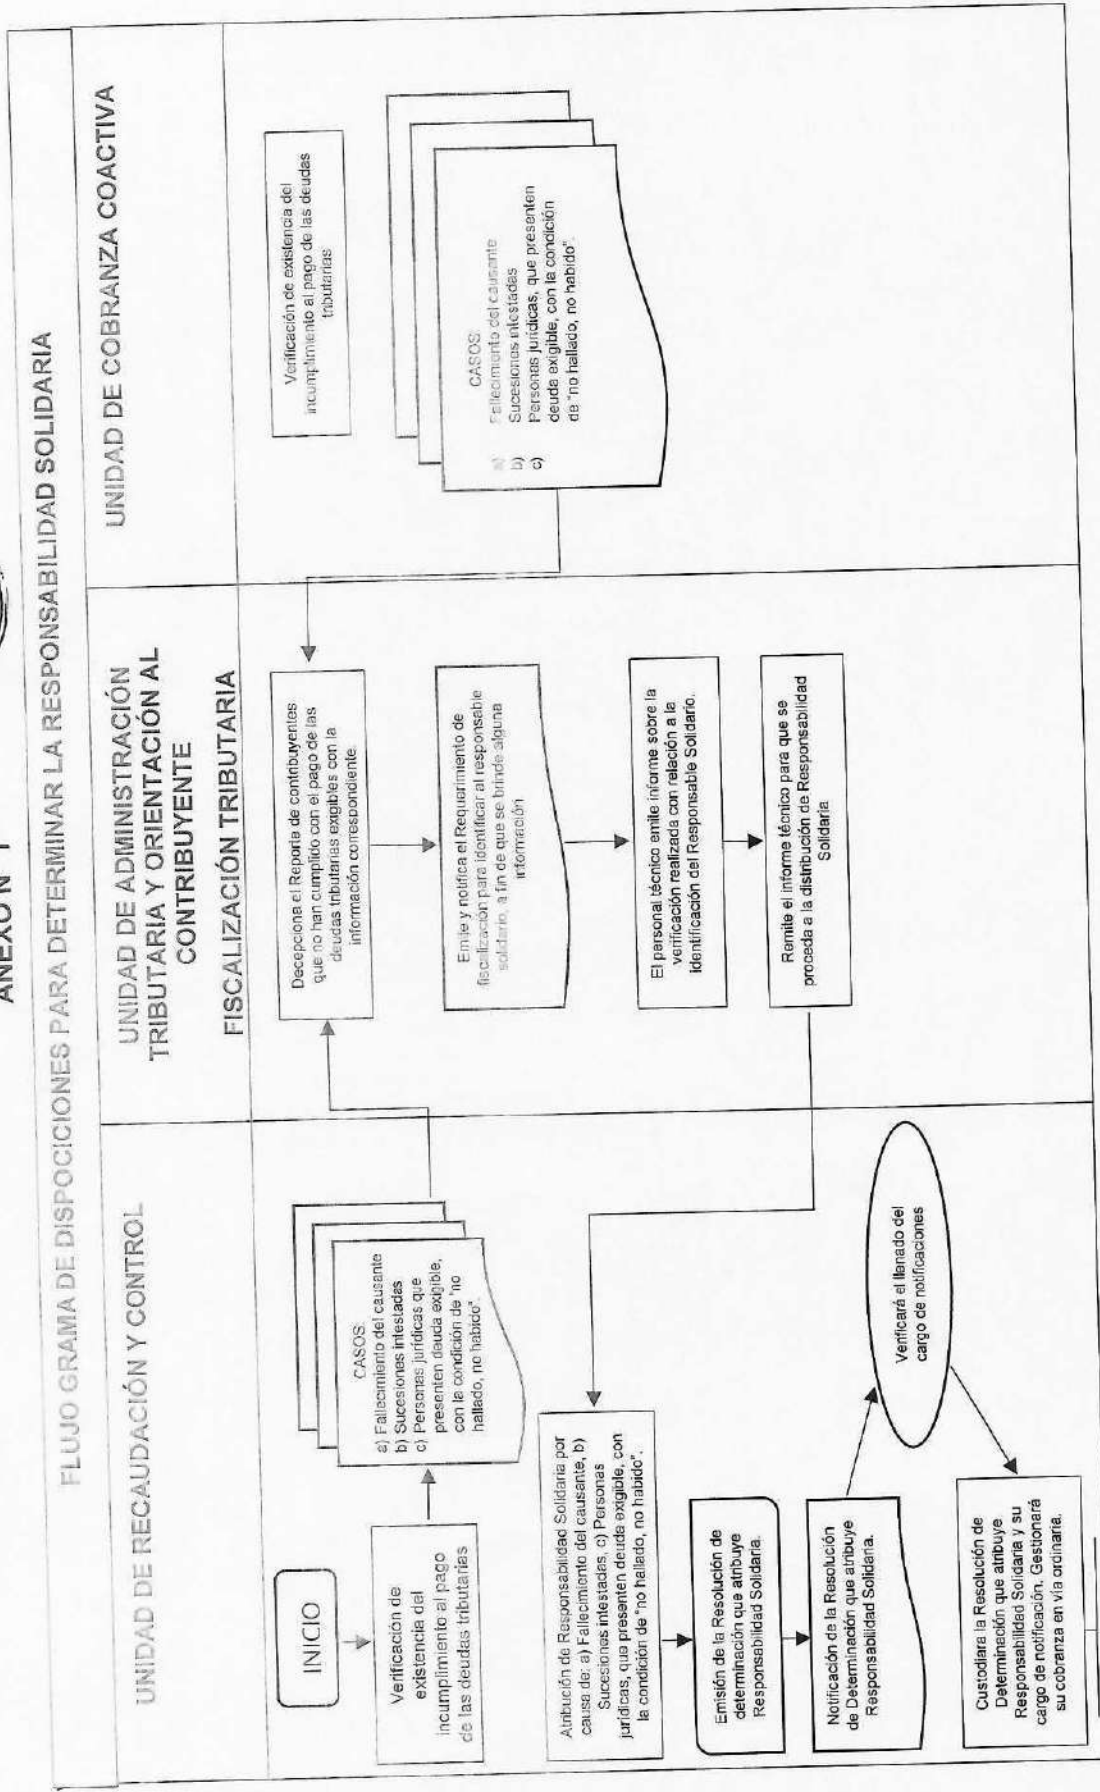 ANEXO N° 1
FLUJO GRAMA DE DISPOCICIONES PARA DETERMINAR LA RESPONSABILIDAD SOLIDARIA
UNIDAD DE RECAUDACIÓN Y CONTROL
INICIO
Verificación de
existencia del
incumplimiento al pago
de las deudas tributarias
CASOS:
a) Fallecimiento del causante
b) Sucesiones intestadas
c) Personas jurídicas que
presenten deuda exigible,
con la condición de "no
hallado, no habido".
Atribución de Responsabilidad Solidaria por
causa de: a) Fallecimiento del causante, b)
Sucesiones intestadas, c) Personas
jurídicas, que presenten deuda exigible, con
la condición de "no hallado, no habido".
Emisión de la Resolución de
determinación que atribuye
Responsabilidad Solidaria.
Notificación de la Resolución
de Determinación que atribuye
Responsabilidad Solidaria.
Verificará el llenado del
cargo de notificaciones
Custodiara la Resolución de
Determinación que atribuye
Responsabilidad Solidaria y su
cargo de notificación. Gestionará
su cobranza en vía ordinaria.
UNIDAD DE ADMINISTRACIÓN
TRIBUTARIA Y ORIENTACIÓN AL
CONTRIBUYENTE
FISCALIZACIÓN TRIBUTARIA
Decepciona el Reporte de contribuyentes
que no han cumplido con el pago de las
deudas tributarias exigibles con la
información correspondiente.
Emite y notifica el Requerimiento de
fiscalización para identificar al responsable
solidario, a fin de que se brinde alguna
información
El personal técnico emite informe sobre la
verificación realizada con relación a la
identificación del Responsable Solidario.
Remite el informe técnico para que se
proceda a la distribución de Responsabilidad
Solidaria
UNIDAD DE COBRANZA COACTIVA
Verificación de existencia del
incumplimiento al pago de las deudas
tributarias
CASOS:
a) Fallecimiento del causante
b) Sucesiones intestadas
c) Personas jurídicas, que presenten
deuda exigible, con la condición
de "no hallado, no habido".